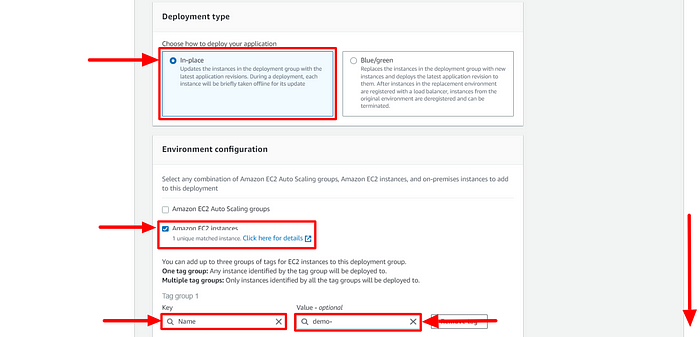 Deployment type
Choose how to deploy your application
In-place
Updates the instances in the deployment group with the
latest application revisions. During a deployment, each
instance will be briefly taken offline for its update
Blue/green
Replaces the instances in the deployment group with new
instances and deploys the latest application revision to
them. After instances in the replacement environment
are registered with a load balancer, instances from the
original environment are deregistered and can be
terminated.
Environment configuration
Select any combination of Amazon EC2 Auto Scaling groups, Amazon EC2 instances, and on-premises instances to add
to this deployment
Amazon EC2 Auto Scaling groups
Amazon EC2 instances
1 unique matched instance. Click here for details
You can add up to three groups of tags for EC2 instances to this deployment group.
One tag group: Any instance identified by the tag group will be deployed to.
Multiple tag groups: Only instances identified by all the tag groups will be deployed to.
Tag group 1
Key
Value - optional
Name
demo-
tag